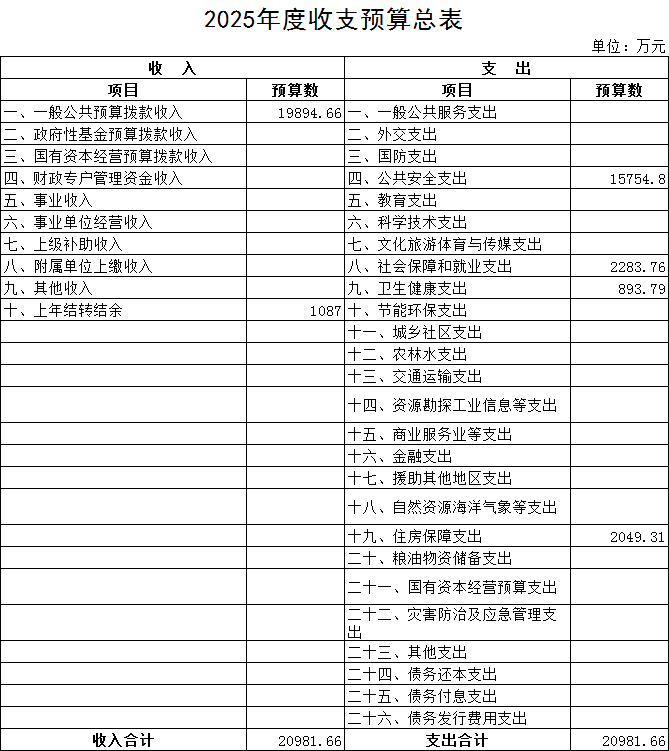 2025年度收支预算总表
单位：万元
收 入 支 出
项目 预算数 项目 预算数
一、一般公共预算拨款收入 19894.66 一、一般公共服务支出
二、政府性基金预算拨款收入 二、外交支出
三、国有资本经营预算拨款收入 三、国防支出
四、财政专户管理资金收入 四、公共安全支出 15754.8
五、事业收入 五、教育支出
六、事业单位经营收入 六、科学技术支出
七、上级补助收入 七、文化旅游体育与传媒支出
八、附属单位上缴收入 八、社会保障和就业支出 2283.76
九、其他收入 九、卫生健康支出 893.79
十、上年结转结余 1087 十、节能环保支出
十一、城乡社区支出
十二、农林水支出
十三、交通运输支出
十四、资源勘探工业信息等支出
十五、商业服务业等支出
十六、金融支出
十七、援助其他地区支出
十八、自然资源海洋气象等支出
十九、住房保障支出 2049.31
二十、粮油物资储备支出
二十一、国有资本经营预算支出
二十二、灾害防治及应急管理支
出
二十三、其他支出
二十四、债务还本支出
二十五、债务付息支出
二十六、债务发行费用支出
收入合计 20981.66 支出合计 20981.66